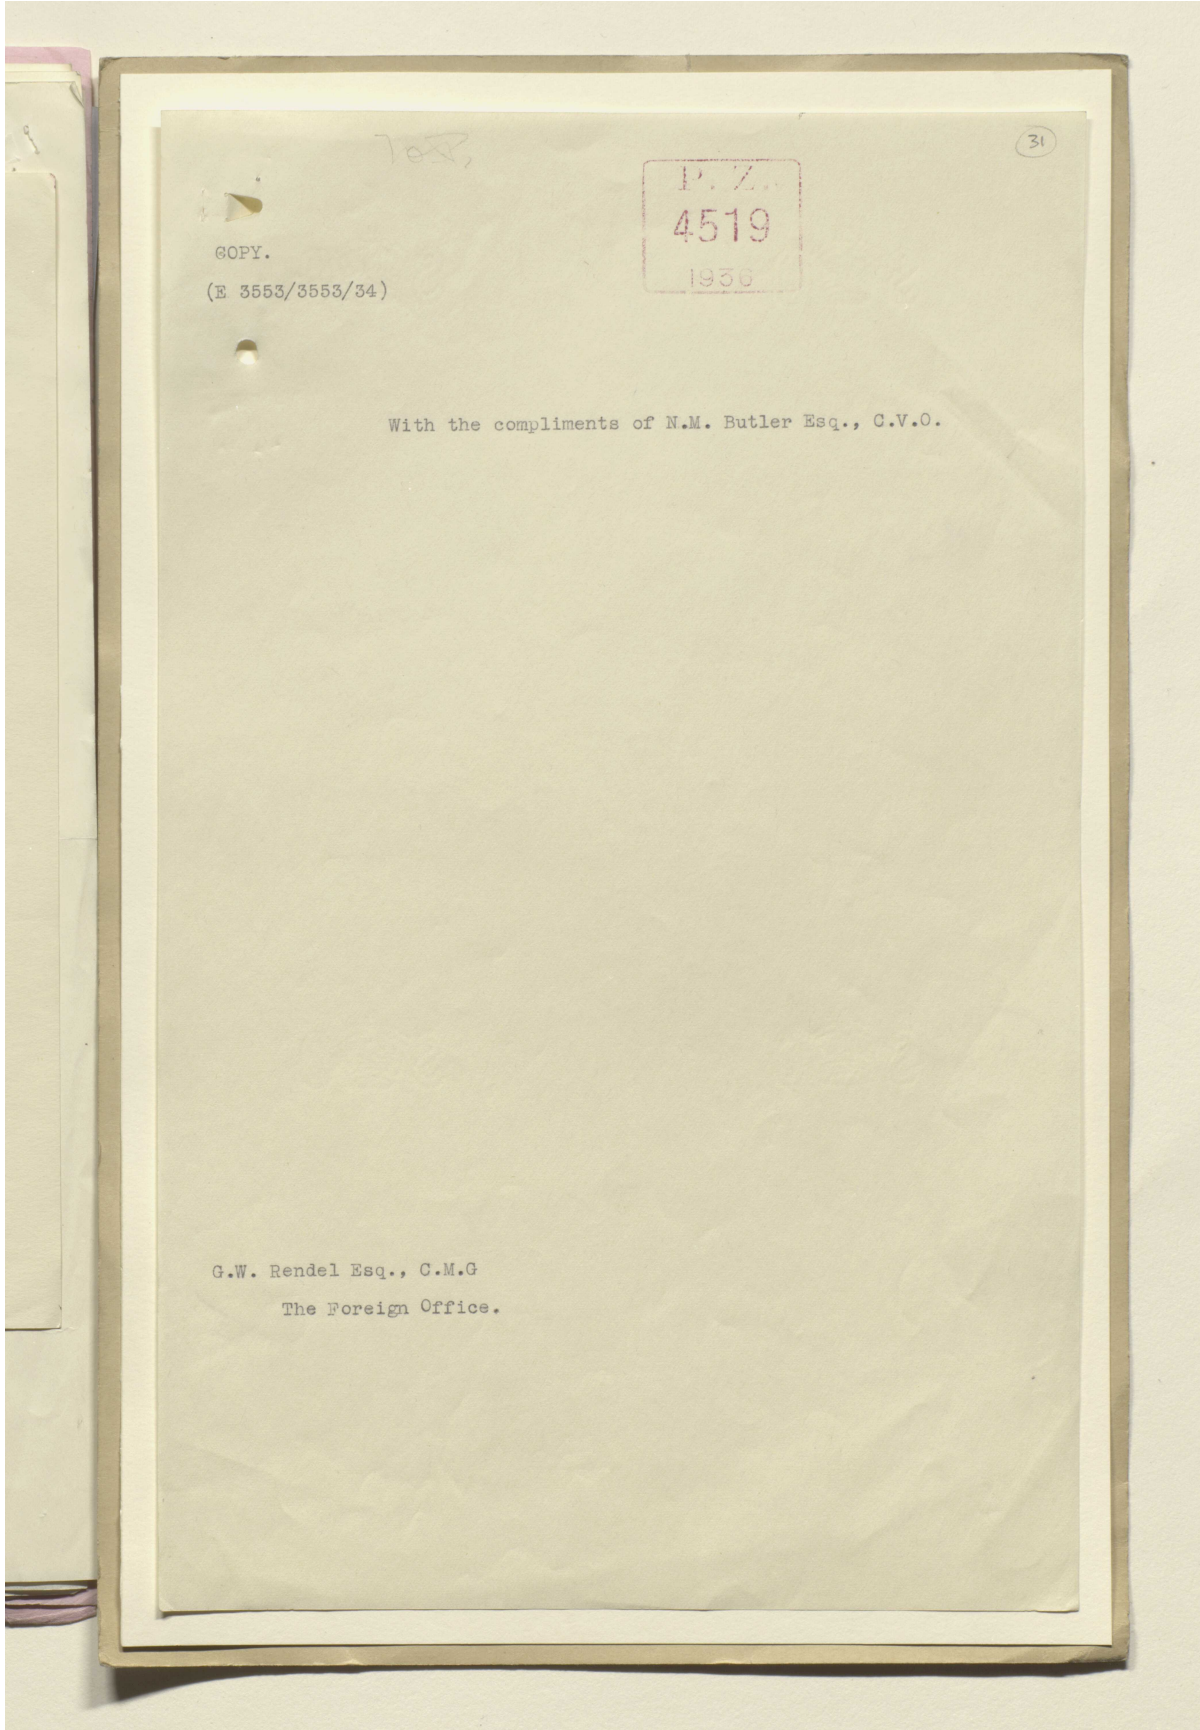 31
P. Z.
4519
1936
COPY.
(E 3553/3553/34)
With the compliments of N.M. Butler Esq., C.V.O.
G.W. Rendel Esq., C.M.G
The Foreign Office.